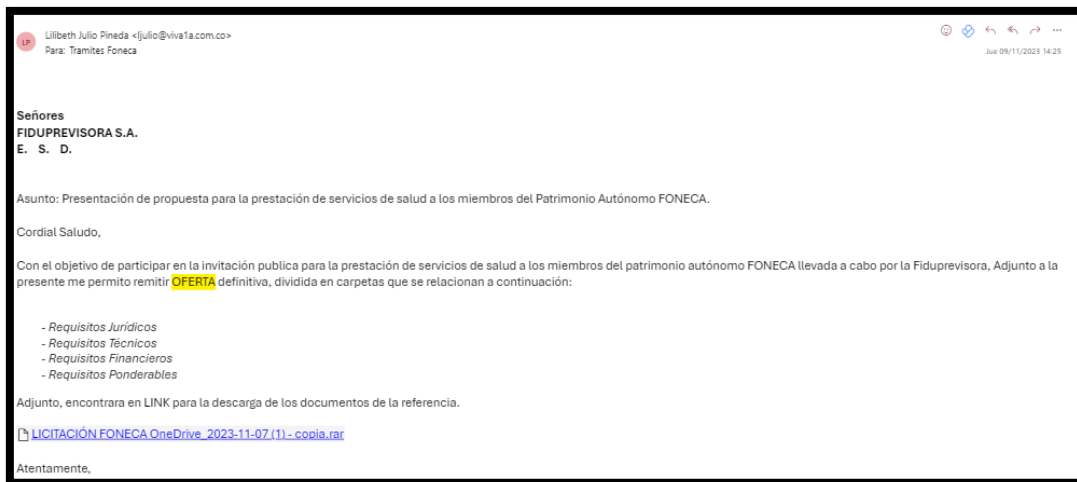 LP
Lilibeth Julio Pineda <ljulio@viva1a.com.co>
Para: Tramites Foneca
Jue 09/11/2023 14:25
Señores
FIDUPREVISORA S.A.
E. S. D.
Asunto: Presentación de propuesta para la prestación de servicios de salud a los miembros del Patrimonio Autónomo FONECA.
Cordial Saludo,
Con el objetivo de participar en la invitación publica para la prestación de servicios de salud a los miembros del patrimonio autónomo FONECA llevada a cabo por la Fiduprevisora, Adjunto a la
presente me permito remitir OFERTA definitiva, dividida en carpetas que se relacionan a continuación:
- Requisitos Jurídicos
- Requisitos Técnicos
- Requisitos Financieros
- Requisitos Ponderables
Adjunto, encontrara en LINK para la descarga de los documentos de la referencia.
LICITACIÓN FONECA OneDrive_2023-11-07 (1) - copia.rar
Atentamente,